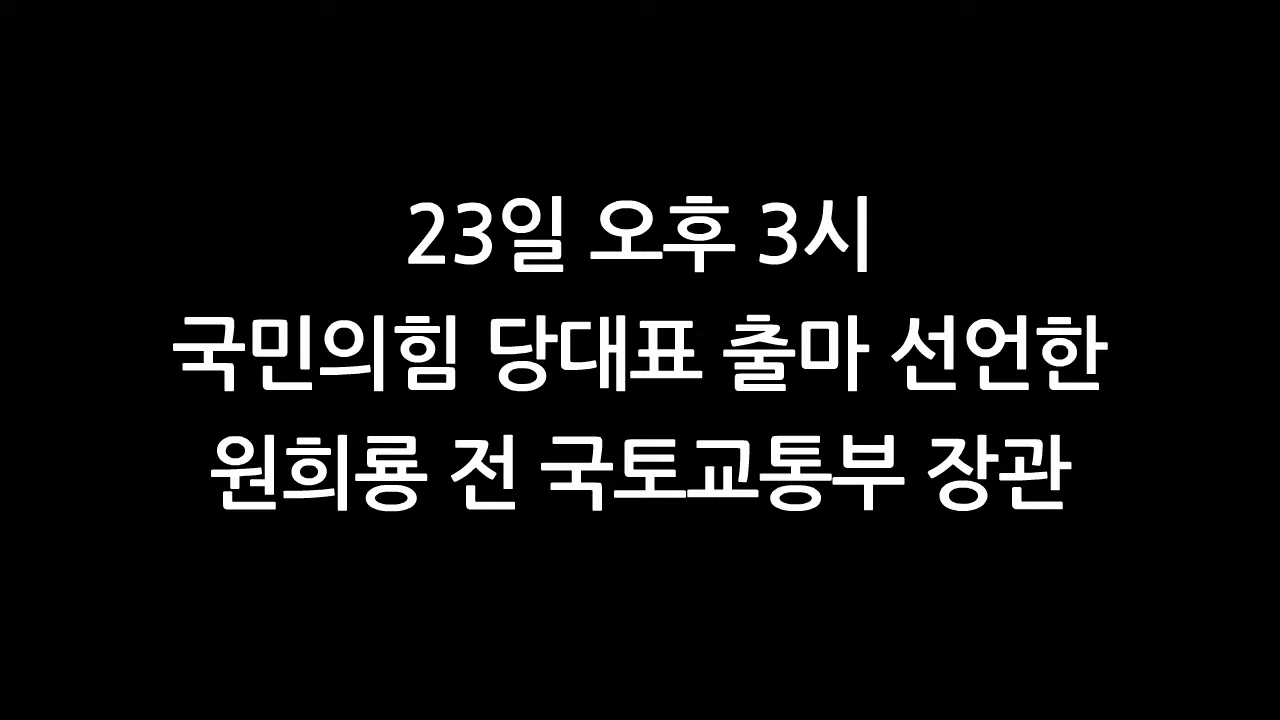 23일 오후 3시
국민의힘 당대표 출마 선언한
원희룡 전 국토교통부 장관